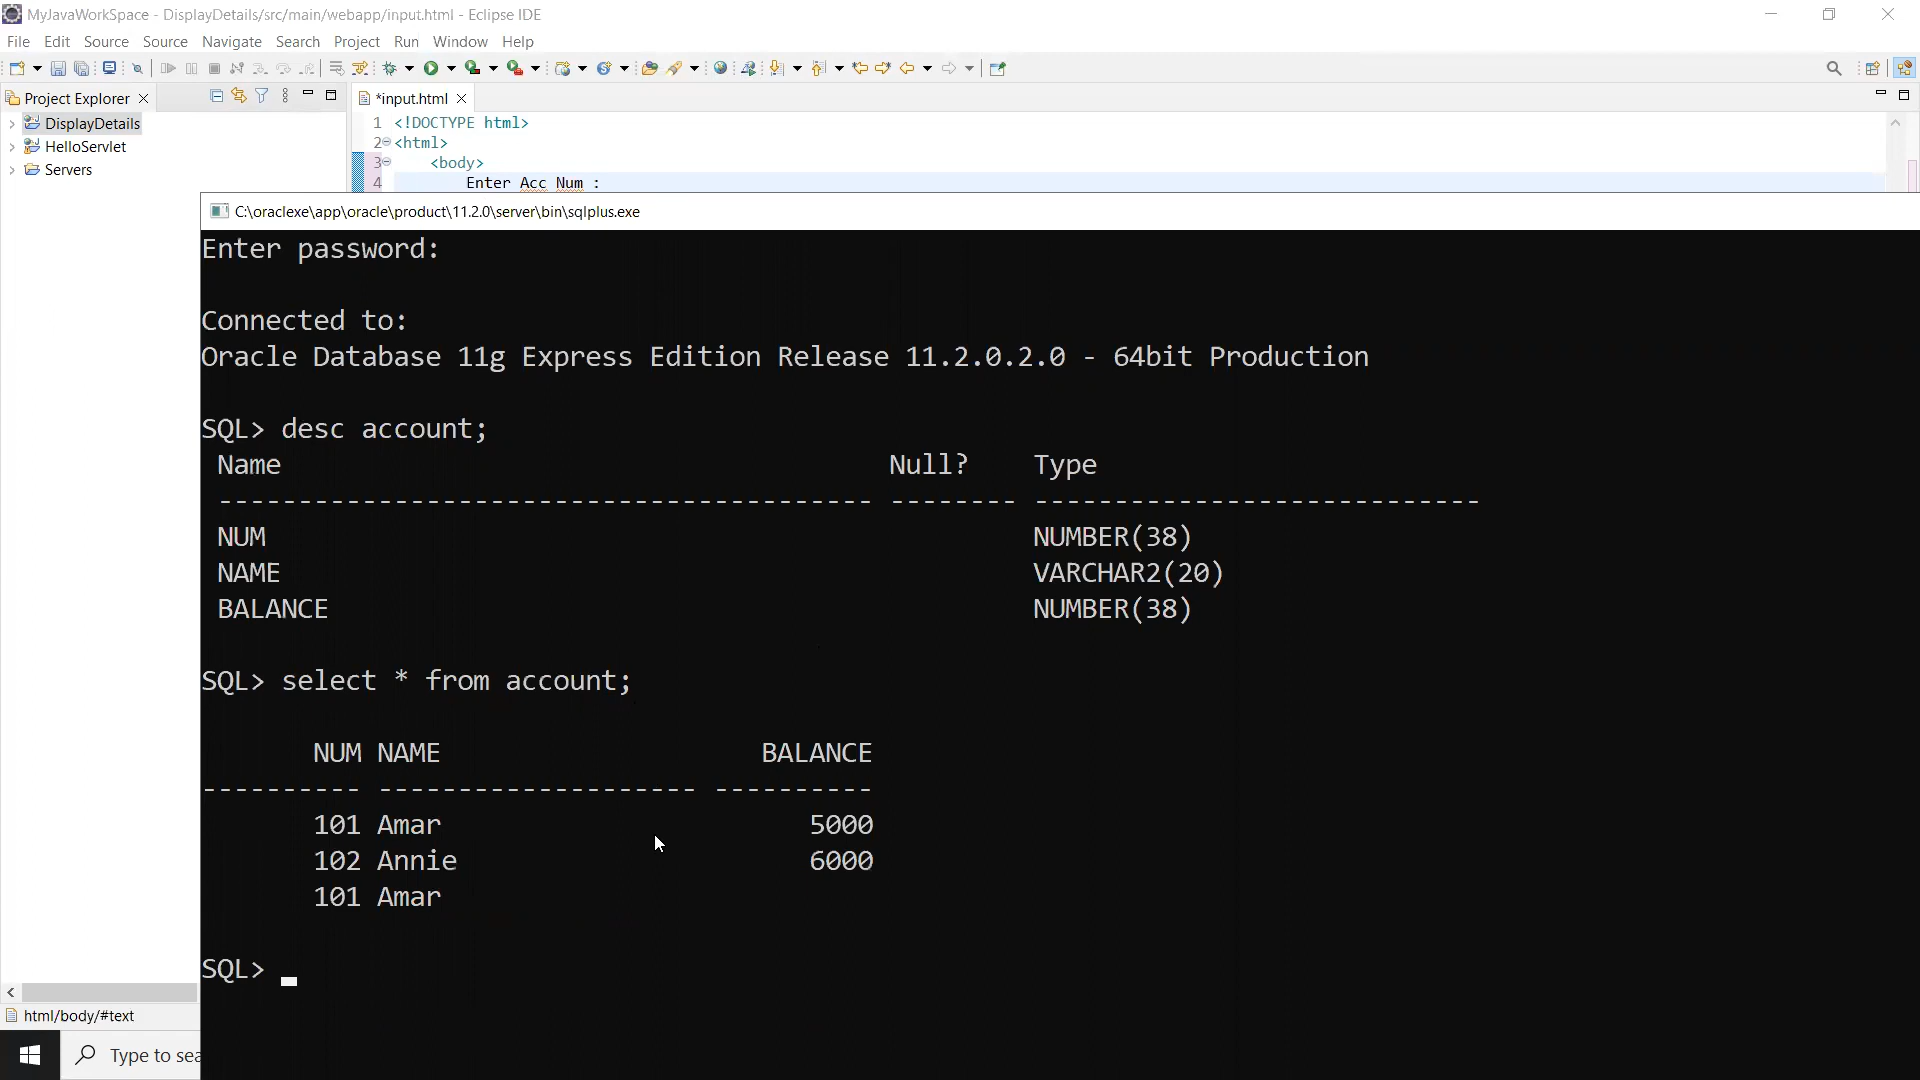 MyJavaWorkSpace - DisplayDetails/src/main/webapp/input.html - Eclipse IDE
File Edit Source Source Navigate Search Project Run Window Help
Project Explorer
*input.html
DisplayDetails
HelloServlet
Servers
1 <!DOCTYPE html>
2 <html>
3 <body>
4 Enter Acc Num :
C:\oraclexe\app\oracle\product\11.2.0\server\bin\sqlplus.exe
Enter password:
Connected to:
Oracle Database 11g Express Edition Release 11.2.0.2.0 - 64bit Production
SQL> desc account;
Name Null? Type
----------------------------------------- -------- ----------------------------
NUM NUMBER(38)
NAME VARCHAR2(20)
BALANCE NUMBER(38)
SQL> select * from account;
NUM NAME BALANCE
---------- -------------------- ----------
101 Amar 5000
102 Annie 6000
101 Amar
SQL>
html/body/#text
Type to sea